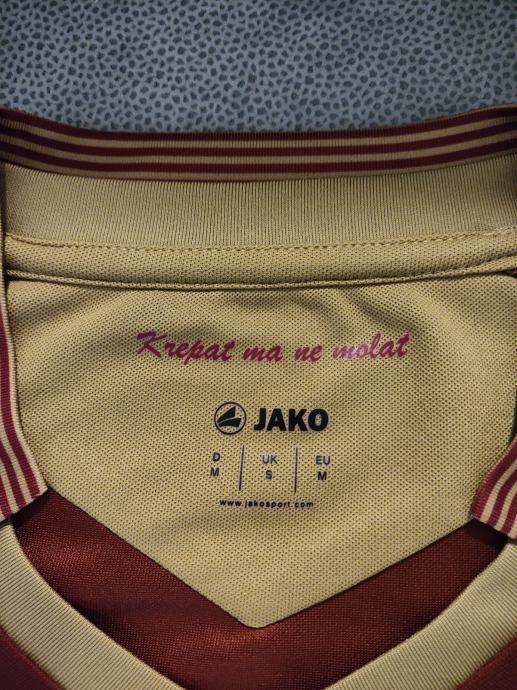 Krepat ma ne molat
JAKO
D UK EU
M S M
www.jakosport.com